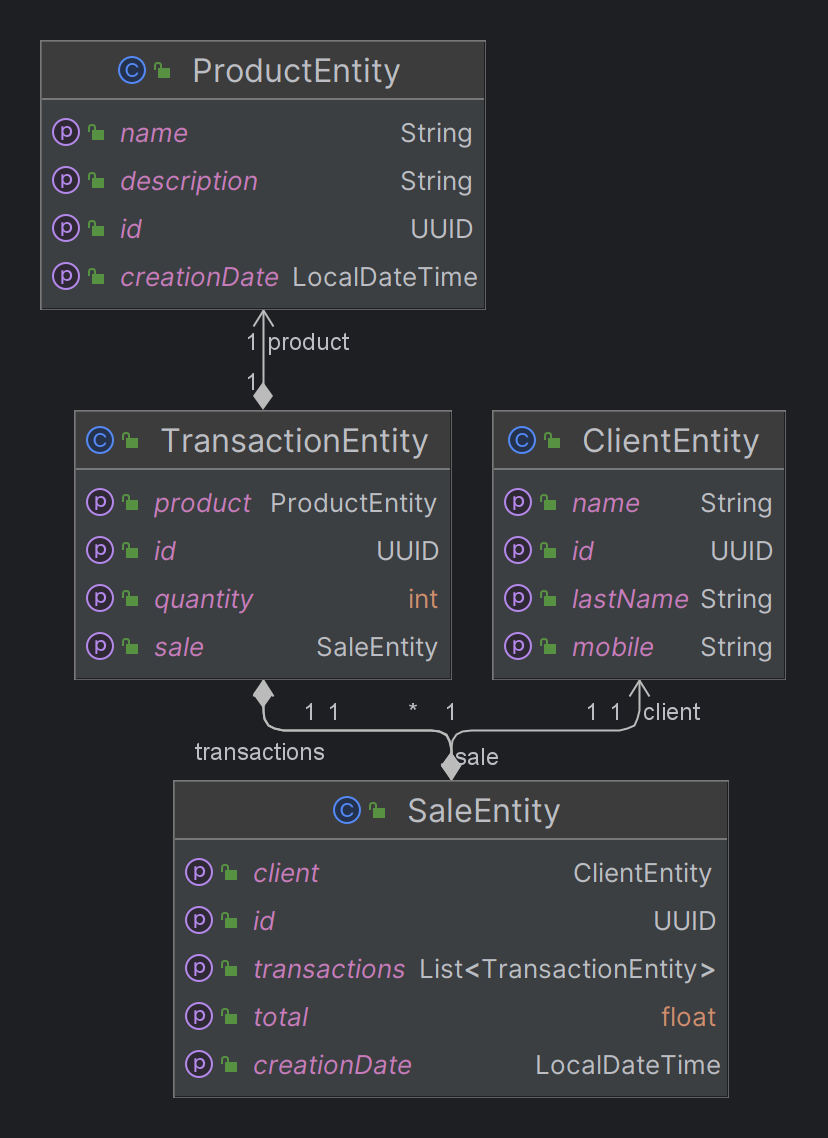 C ProductEntity
p name String
p description String
p id UUID
p creationDate LocalDateTime
1 product
1
C TransactionEntity
p product ProductEntity
p id UUID
p quantity int
p sale SaleEntity
C ClientEntity
p name String
p id UUID
p lastName String
p mobile String
1 1 * 1 1 1 client
transactions sale
C SaleEntity
p client ClientEntity
p id UUID
p transactions List<TransactionEntity>
p total float
p creationDate LocalDateTime